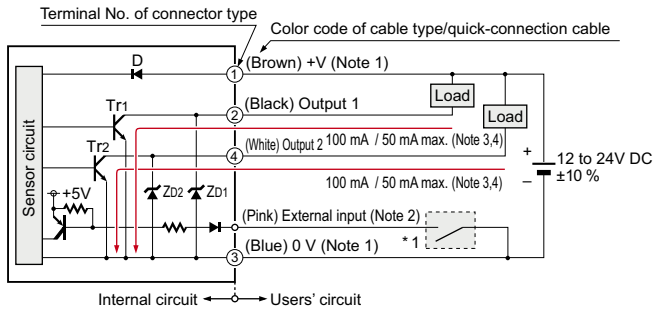 Terminal No. of connector type
Color code of cable type/quick-connection cable
D
1
(Brown) +V (Note 1)
Tr1
2
(Black) Output 1
Load
Load
Sensor circuit
Tr2
4
(White) Output 2
100 mA / 50 mA max. (Note 3,4)
+
12 to 24V DC
±10 %
–
+5V
ZD2
ZD1
100 mA / 50 mA max. (Note 3,4)
(Pink) External input (Note 2)
* 1
3
(Blue) 0 V (Note 1)
Internal circuit
Users' circuit